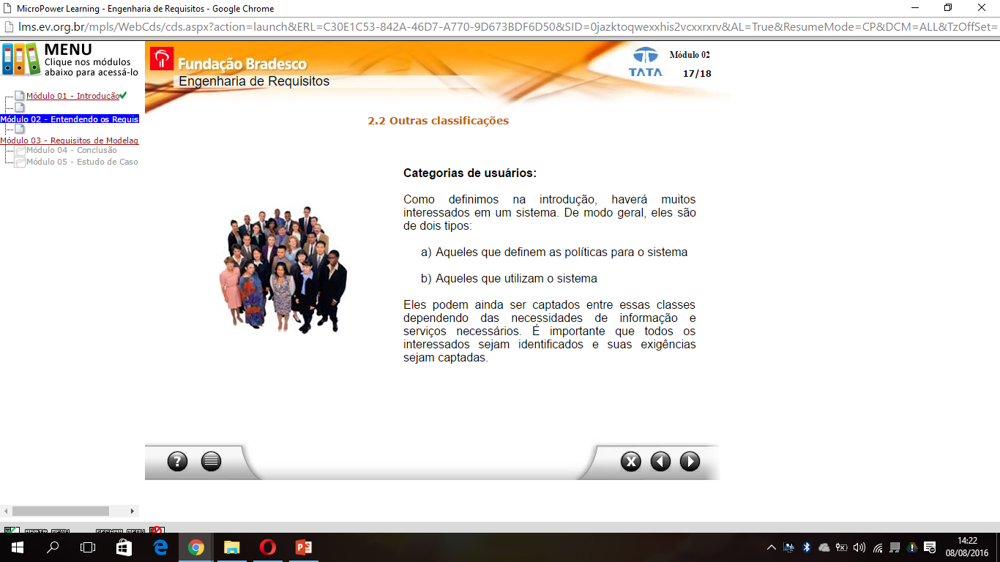 MicroPower Learning - Engenharia de Requisitos - Google Chrome
lms.ev.org.br/mpls/WebCds/cds.aspx?action=launch&ERL=C30E1C53-842A-46D7-A770-9D673BDF6D50&SID=0jazktoqwexxhis2vcxxrxrv&AL=True&ResumeMode=CP&DCM=ALL&TzOffSet=
MENU
Clique nos módulos
abaixo para acessá-lo
Módulo 01 - Introdução
Módulo 02 - Entendendo os Requis
Módulo 03 - Requisitos de Modelag
Módulo 04 - Conclusão
Módulo 05 - Estudo de Caso
Fundação Bradesco
Engenharia de Requisitos
TATA
Módulo 02
17/18
2.2 Outras classificações
Categorias de usuários:
Como definimos na introdução, haverá muitos
interessados em um sistema. De modo geral, eles são
de dois tipos:
a) Aqueles que definem as políticas para o sistema
b) Aqueles que utilizam o sistema
Eles podem ainda ser captados entre essas classes
dependendo das necessidades de informação e
serviços necessários. É importante que todos os
interessados sejam identificados e suas exigências
sejam captadas.
ABRIR MENU
FECHAR MENU
14:22
08/08/2016